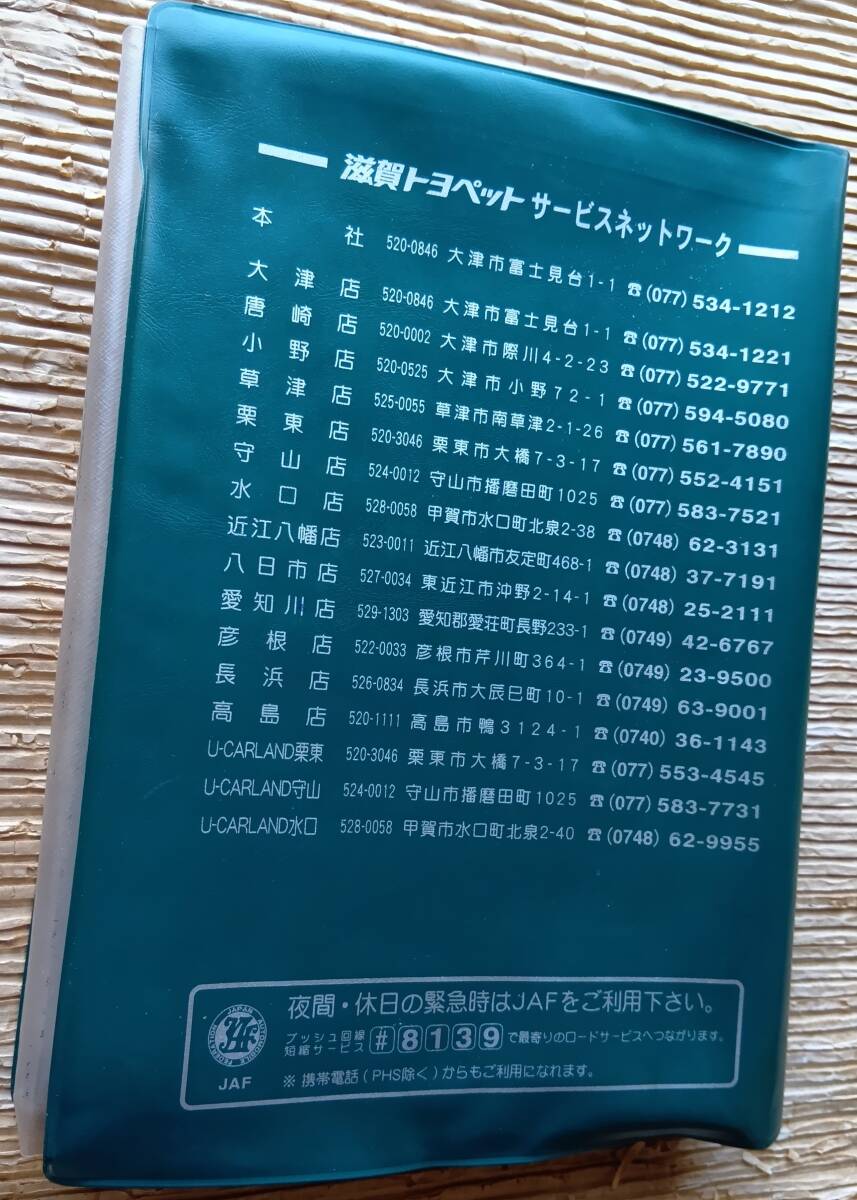 滋賀トヨペット サービスネットワーク
本社 520-0846 大津市富士見台1-1 ☎(077)534-1212
大津店 520-0846 大津市富士見台1-1 ☎(077)534-1221
唐崎店 520-0002 大津市際川4-2-23 ☎(077)522-9771
小野店 520-0525 大津市小野72-1 ☎(077)594-5080
草津店 525-0055 草津市南草津2-1-26 ☎(077)561-7890
栗東店 520-3046 栗東市大橋7-3-17 ☎(077)552-4151
守山店 524-0012 守山市播磨田町1025 ☎(077)583-7521
水口店 528-0058 甲賀市水口町北泉2-38 ☎(0748)62-3131
近江八幡店 523-0011 近江八幡市友定町468-1 ☎(0748)37-7191
八日市店 527-0034 東近江市沖野2-14-1 ☎(0748)25-2111
愛知川店 529-1303 愛知郡愛荘町長野233-1 ☎(0749)42-6767
彦根店 522-0033 彦根市芹川町364-1 ☎(0749)23-9500
長浜店 526-0834 長浜市大辰巳町10-1 ☎(0749)63-9001
高島店 520-1111 高島市鴨3124-1 ☎(0740)36-1143
U-CARLAND栗東 520-3046 栗東市大橋7-3-17 ☎(077)553-4545
U-CARLAND守山 524-0012 守山市播磨田町1025 ☎(077)583-7731
U-CARLAND水口 528-0058 甲賀市水口町北泉2-40 ☎(0748)62-9955
夜間・休日の緊急時はJAFをご利用下さい。
プッシュ回線
短縮サービス #8139 で最寄りのロードサービスへつながります。
※携帯電話(PHS除く)からもご利用になれます。
JAPAN AUTOMOBILE FEDERATION
JAF
JAF